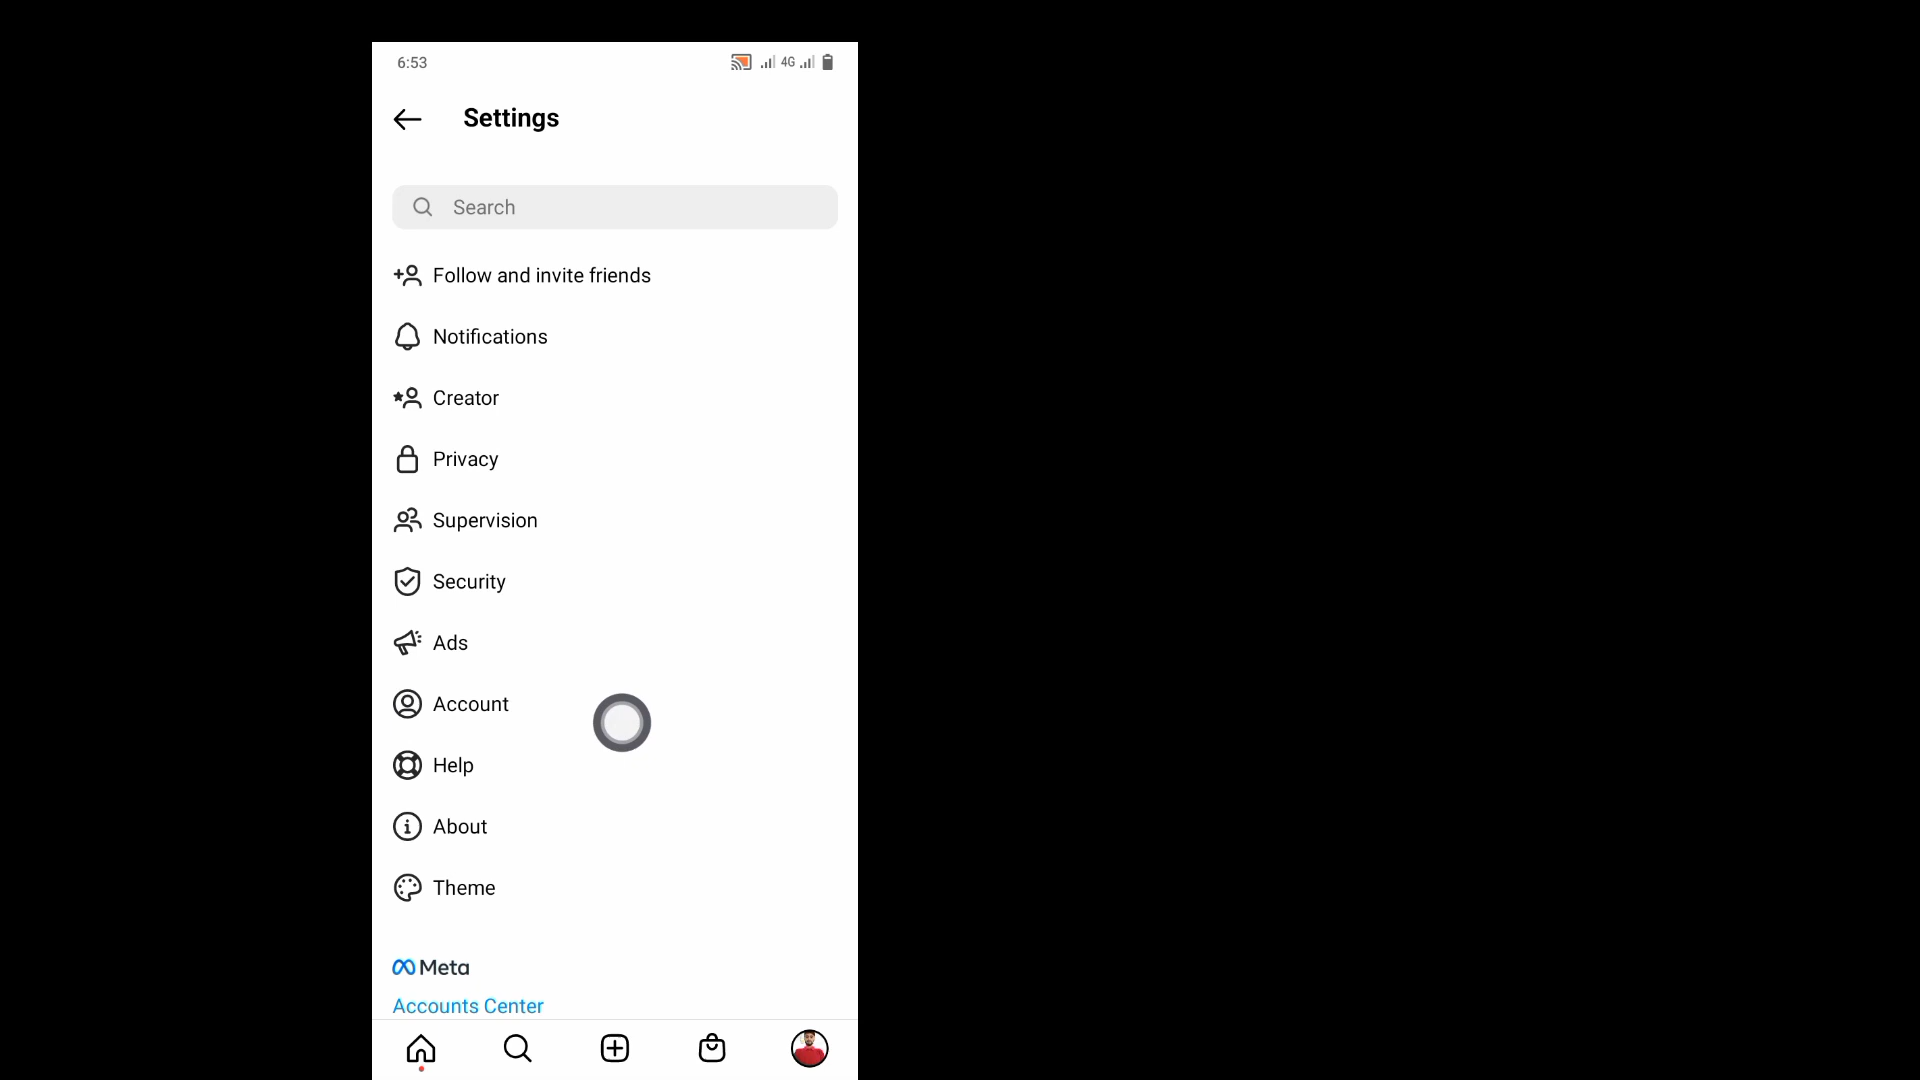 6:53 4G
Settings
Search
Follow and invite friends
Notifications
Creator
Privacy
Supervision
Security
Ads
Account
Help
About
Theme
Meta
Accounts Center